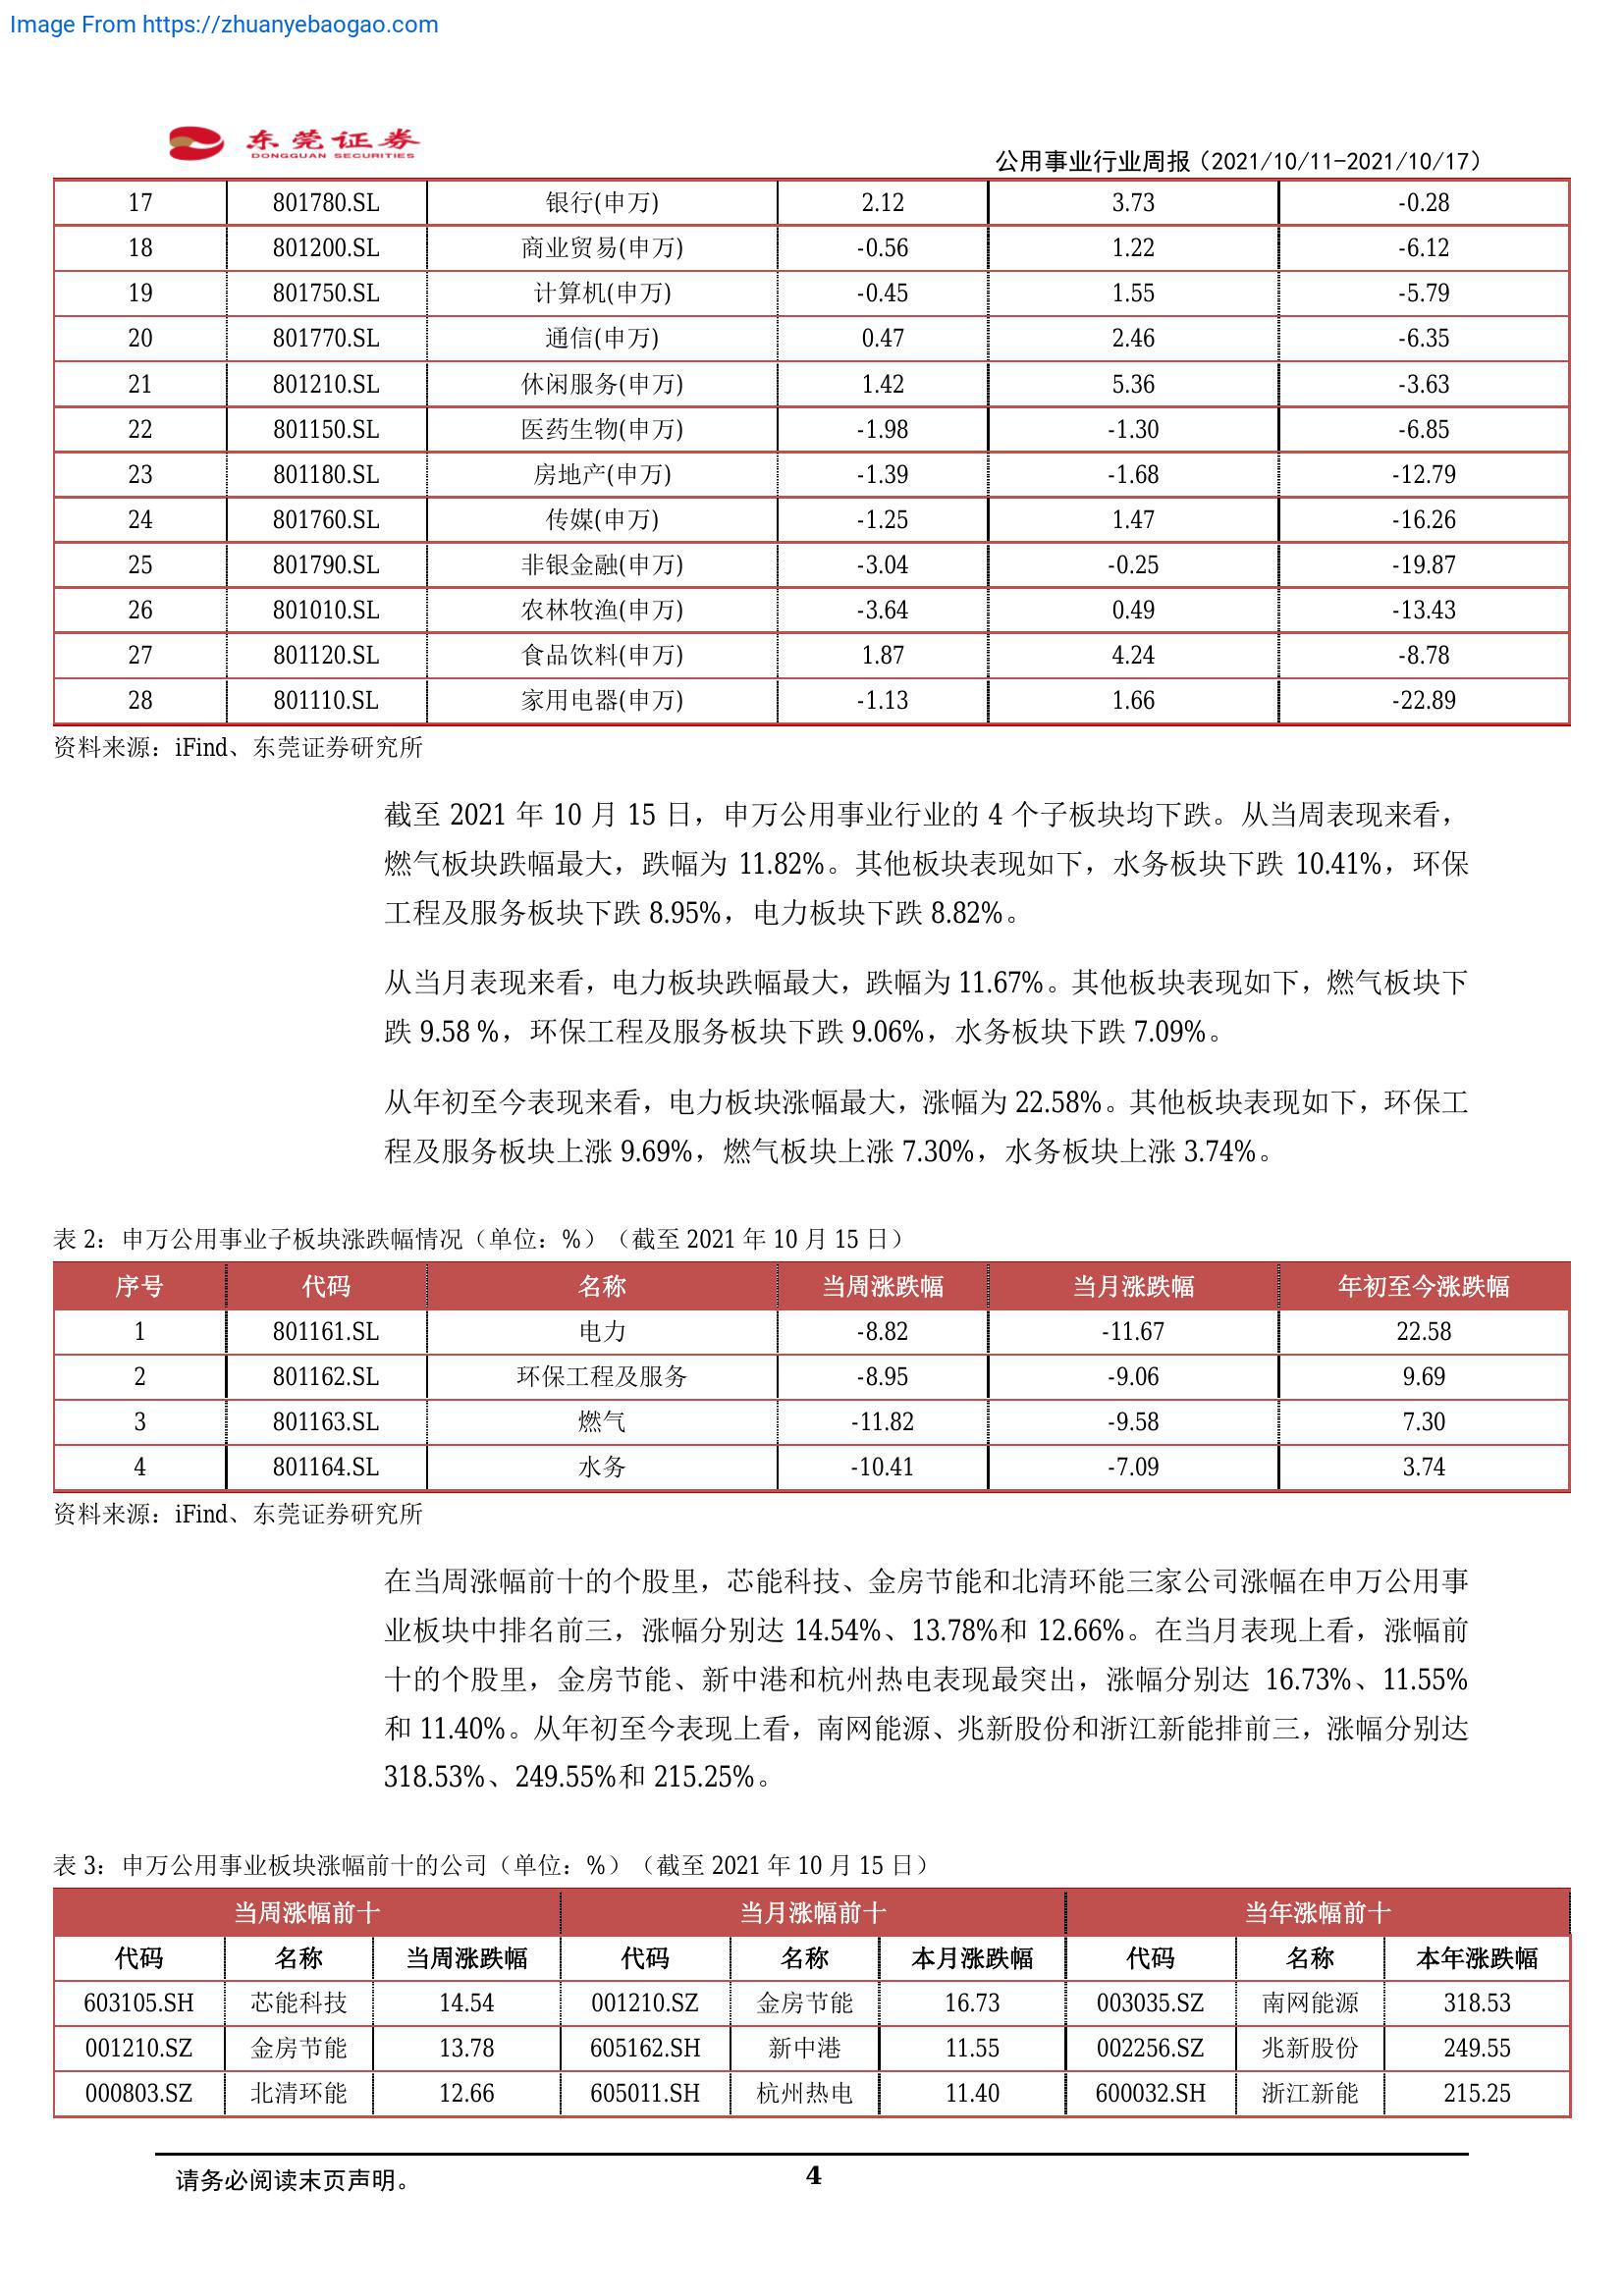 Image From https://zhuanyebaogao.com
东莞证券
DONGGUAN SECURITIES
公用事业行业周报（2021/10/11-2021/10/17）
17 801780.SL 银行(申万) 2.12 3.73 -0.28
18 801200.SL 商业贸易(申万) -0.56 1.22 -6.12
19 801750.SL 计算机(申万) -0.45 1.55 -5.79
20 801770.SL 通信(申万) 0.47 2.46 -6.35
21 801210.SL 休闲服务(申万) 1.42 5.36 -3.63
22 801150.SL 医药生物(申万) -1.98 -1.30 -6.85
23 801180.SL 房地产(申万) -1.39 -1.68 -12.79
24 801760.SL 传媒(申万) -1.25 1.47 -16.26
25 801790.SL 非银金融(申万) -3.04 -0.25 -19.87
26 801010.SL 农林牧渔(申万) -3.64 0.49 -13.43
27 801120.SL 食品饮料(申万) 1.87 4.24 -8.78
28 801110.SL 家用电器(申万) -1.13 1.66 -22.89
资料来源：iFind、东莞证券研究所
截至 2021 年 10 月 15 日，申万公用事业行业的 4 个子板块均下跌。从当周表现来看，
燃气板块跌幅最大，跌幅为 11.82%。其他板块表现如下，水务板块下跌 10.41%，环保
工程及服务板块下跌 8.95%，电力板块下跌 8.82%。
从当月表现来看，电力板块跌幅最大，跌幅为 11.67%。其他板块表现如下，燃气板块下
跌 9.58 %，环保工程及服务板块下跌 9.06%，水务板块下跌 7.09%。
从年初至今表现来看，电力板块涨幅最大，涨幅为 22.58%。其他板块表现如下，环保工
程及服务板块上涨 9.69%，燃气板块上涨 7.30%，水务板块上涨 3.74%。
表 2：申万公用事业子板块涨跌幅情况（单位：%）（截至 2021 年 10 月 15 日）
序号 代码 名称 当周涨跌幅 当月涨跌幅 年初至今涨跌幅
1 801161.SL 电力 -8.82 -11.67 22.58
2 801162.SL 环保工程及服务 -8.95 -9.06 9.69
3 801163.SL 燃气 -11.82 -9.58 7.30
4 801164.SL 水务 -10.41 -7.09 3.74
资料来源：iFind、东莞证券研究所
在当周涨幅前十的个股里，芯能科技、金房节能和北清环能三家公司涨幅在申万公用事
业板块中排名前三，涨幅分别达 14.54%、13.78%和 12.66%。在当月表现上看，涨幅前
十的个股里，金房节能、新中港和杭州热电表现最突出，涨幅分别达 16.73%、11.55%
和 11.40%。从年初至今表现上看，南网能源、兆新股份和浙江新能排前三，涨幅分别达
318.53%、249.55%和 215.25%。
表 3：申万公用事业板块涨幅前十的公司（单位：%）（截至 2021 年 10 月 15 日）
当周涨幅前十 当月涨幅前十 当年涨幅前十
代码 名称 当周涨跌幅 代码 名称 本月涨跌幅 代码 名称 本年涨跌幅
603105.SH 芯能科技 14.54 001210.SZ 金房节能 16.73 003035.SZ 南网能源 318.53
001210.SZ 金房节能 13.78 605162.SH 新中港 11.55 002256.SZ 兆新股份 249.55
000803.SZ 北清环能 12.66 605011.SH 杭州热电 11.40 600032.SH 浙江新能 215.25
请务必阅读末页声明。
4